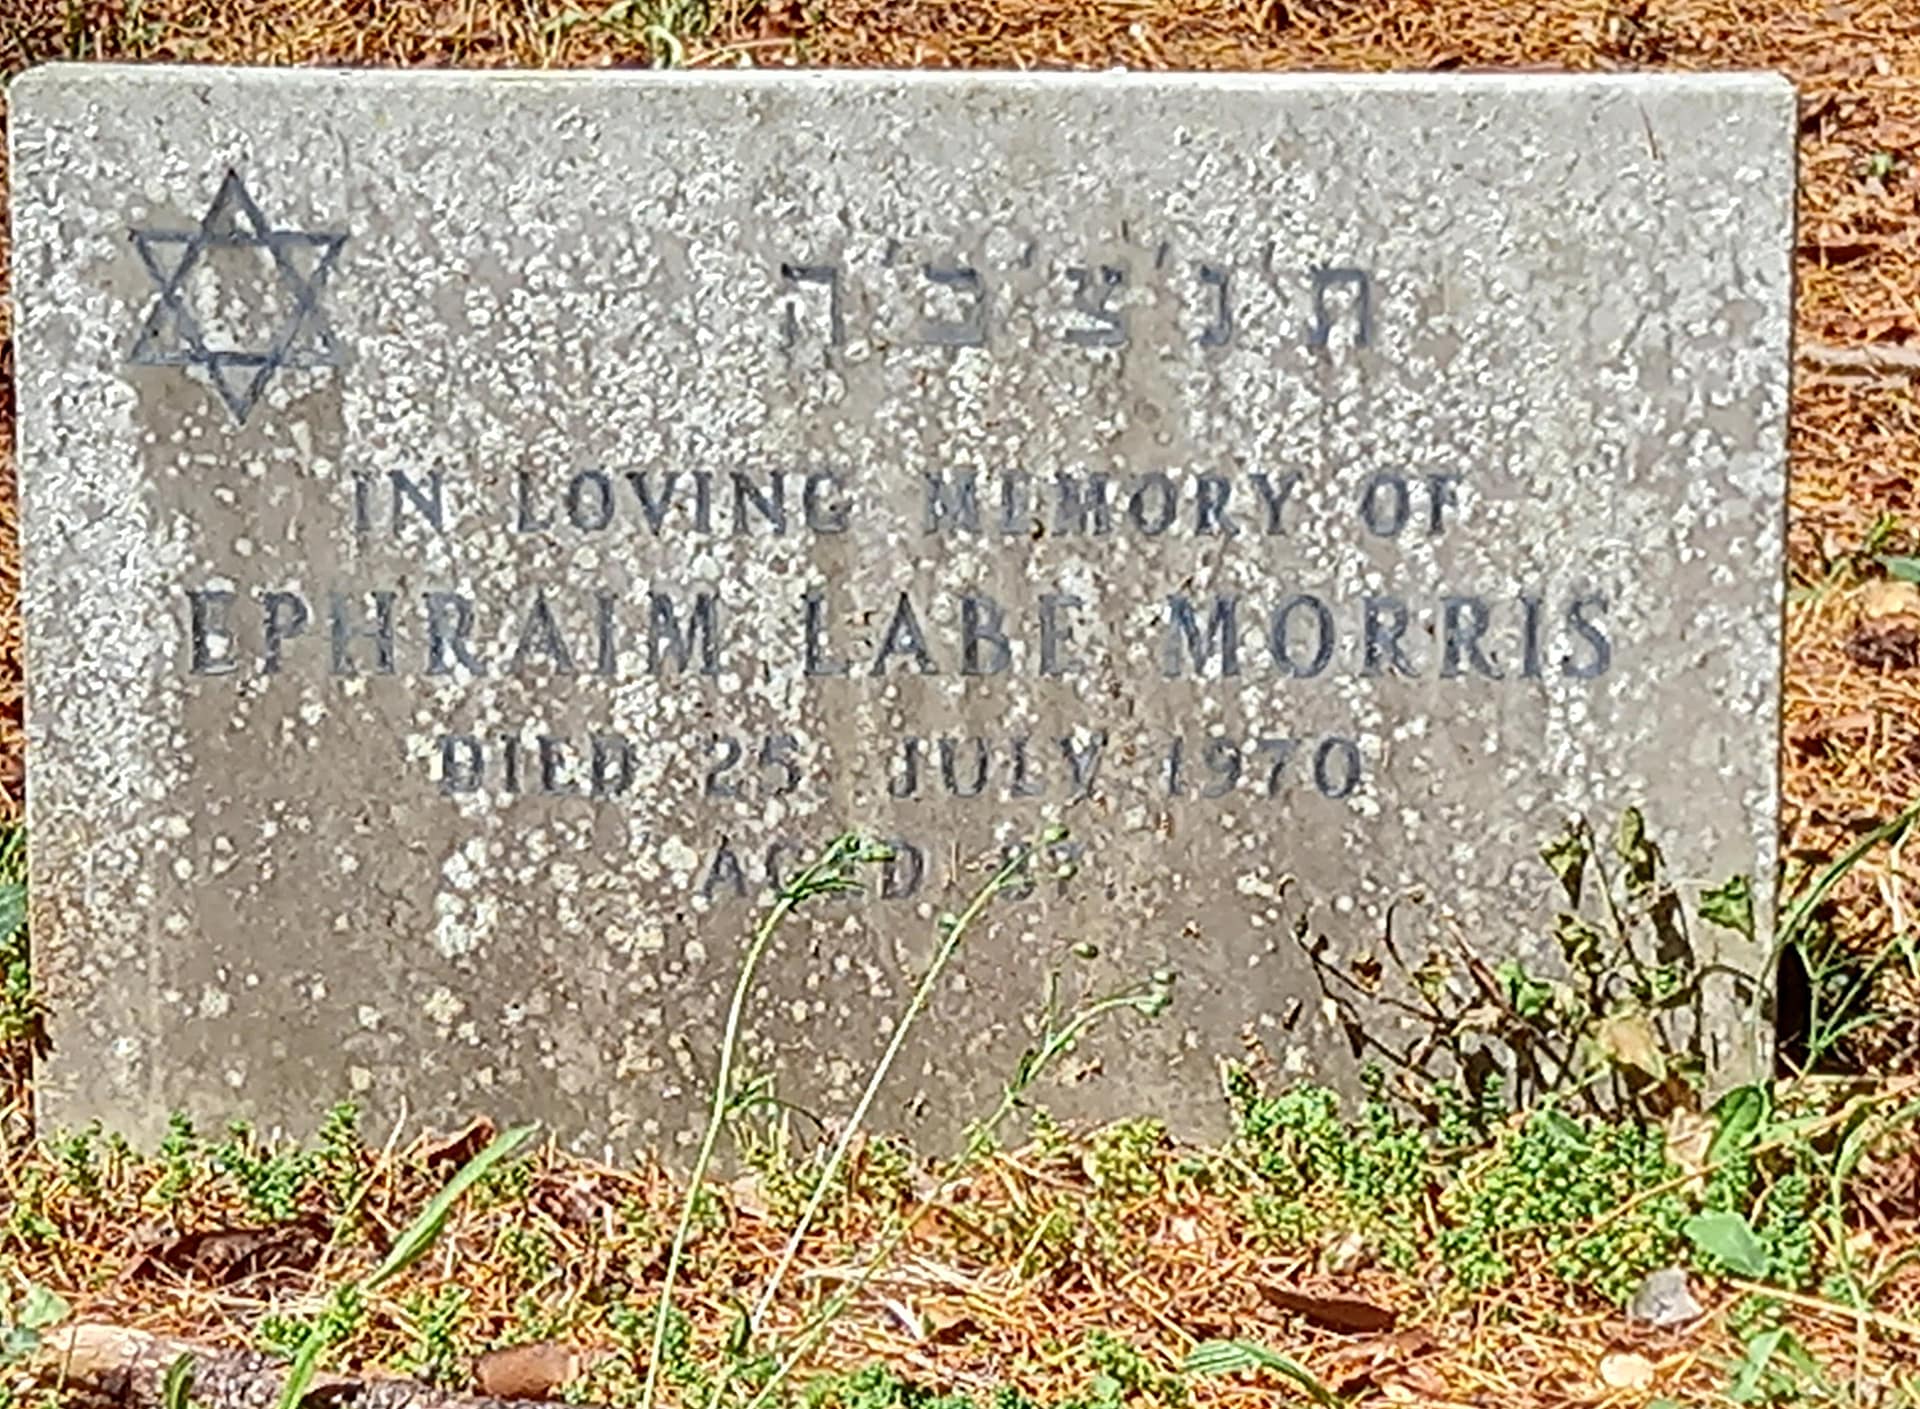 ת'נ'צ'ב'ה
IN LOVING MEMORY OF
EPHRAIM LABE MORRIS
DIED 25. JULY 1970
AGED